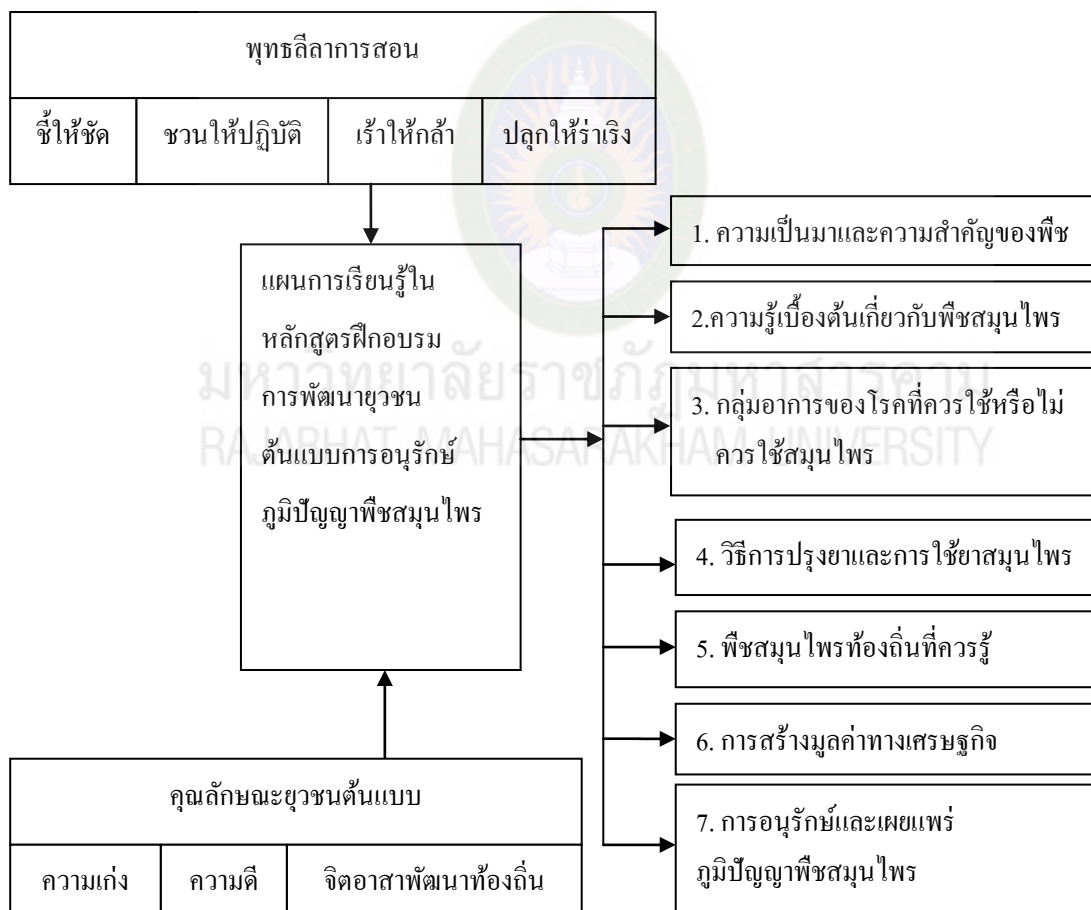 พุทธลีลาการสอน
ชี้ให้ชัด
ชวนให้ปฏิบัติ
เร้าให้กล้า
ปลุกให้ร่าเริง
แผนการเรียนรู้ใน
หลักสูตรฝึกอบรม
การพัฒนายุวชน
ต้นแบบการอนุรักษ์
ภูมิปัญญาพืชสมุนไพร
1. ความเป็นมาและความสำคัญของพืช
2.ความรู้เบื้องต้นเกี่ยวกับพืชสมุนไพร
3. กลุ่มอาการของโรคที่ควรใช้หรือไม่
ควรใช้สมุนไพร
4. วิธีการปรุงยาและการใช้ยาสมุนไพร
5. พืชสมุนไพรท้องถิ่นที่ควรรู้
6. การสร้างมูลค่าทางเศรษฐกิจ
7. การอนุรักษ์และเผยแพร่
ภูมิปัญญาพืชสมุนไพร
คุณลักษณะยุวชนต้นแบบ
ความเก่ง
ความดี
จิตอาสาพัฒนาท้องถิ่น
มหาวิทยาลัยราชภัฏมหาสารคาม
RAJABHAT MAHASARAKHAM UNIVERSITY